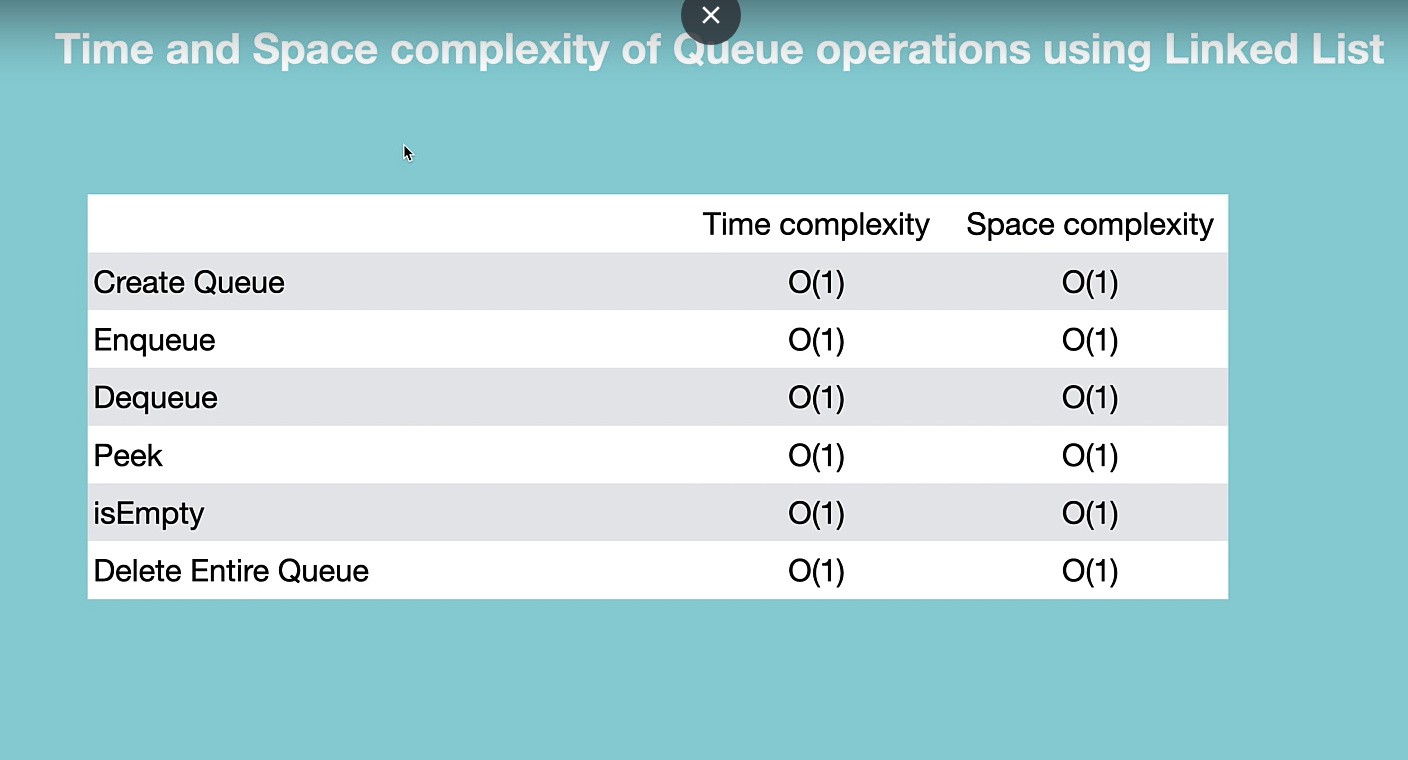 Time and Space complexity of Queue operations using Linked List
Time complexity Space complexity
Create Queue O(1) O(1)
Enqueue O(1) O(1)
Dequeue O(1) O(1)
Peek O(1) O(1)
isEmpty O(1) O(1)
Delete Entire Queue O(1) O(1)